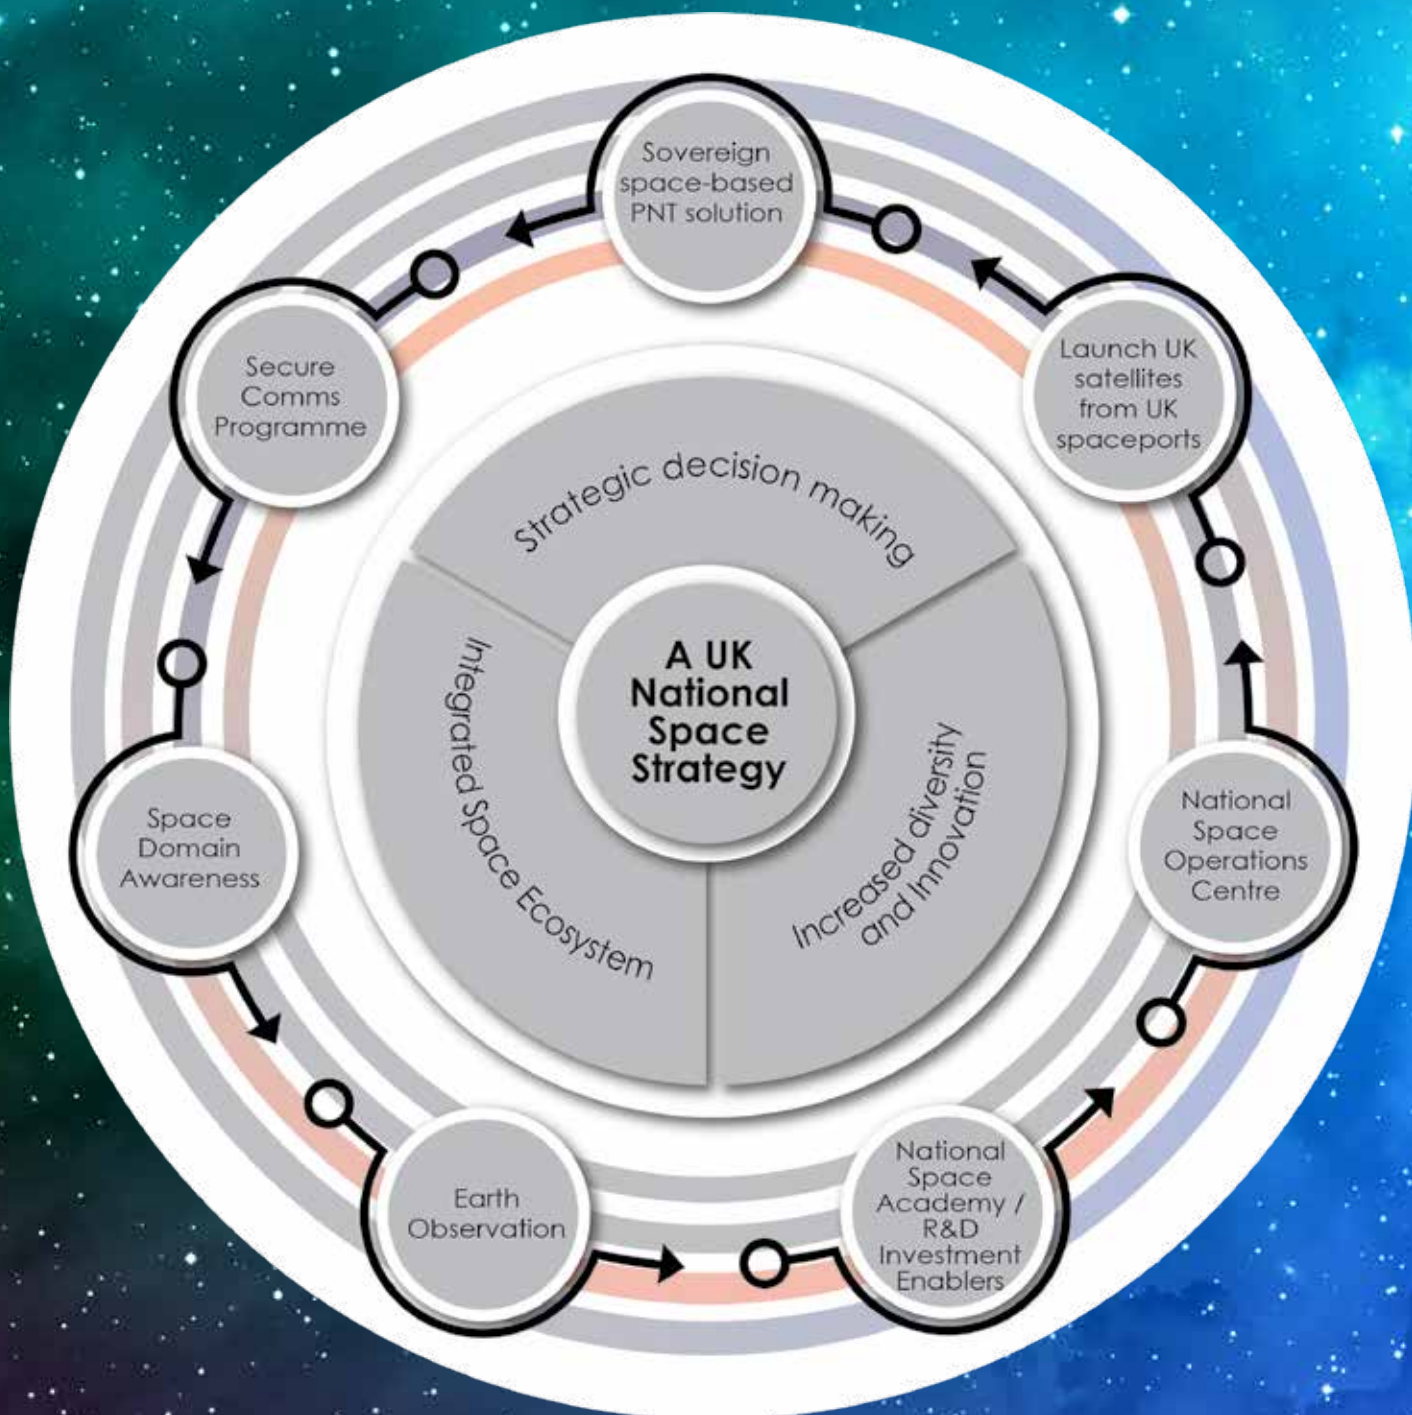 Sovereign
space-based
PNT solution
Secure
Comms
Programme
Launch UK
satellites
from UK
spaceports
Strategic decision making
A UK
National
Space
Strategy
Integrated Space Ecosystem
Increased diversity
and Innovation
Space
Domain
Awareness
National
Space
Operations
Centre
Earth
Observation
National
Space
Academy /
R&D
Investment
Enablers